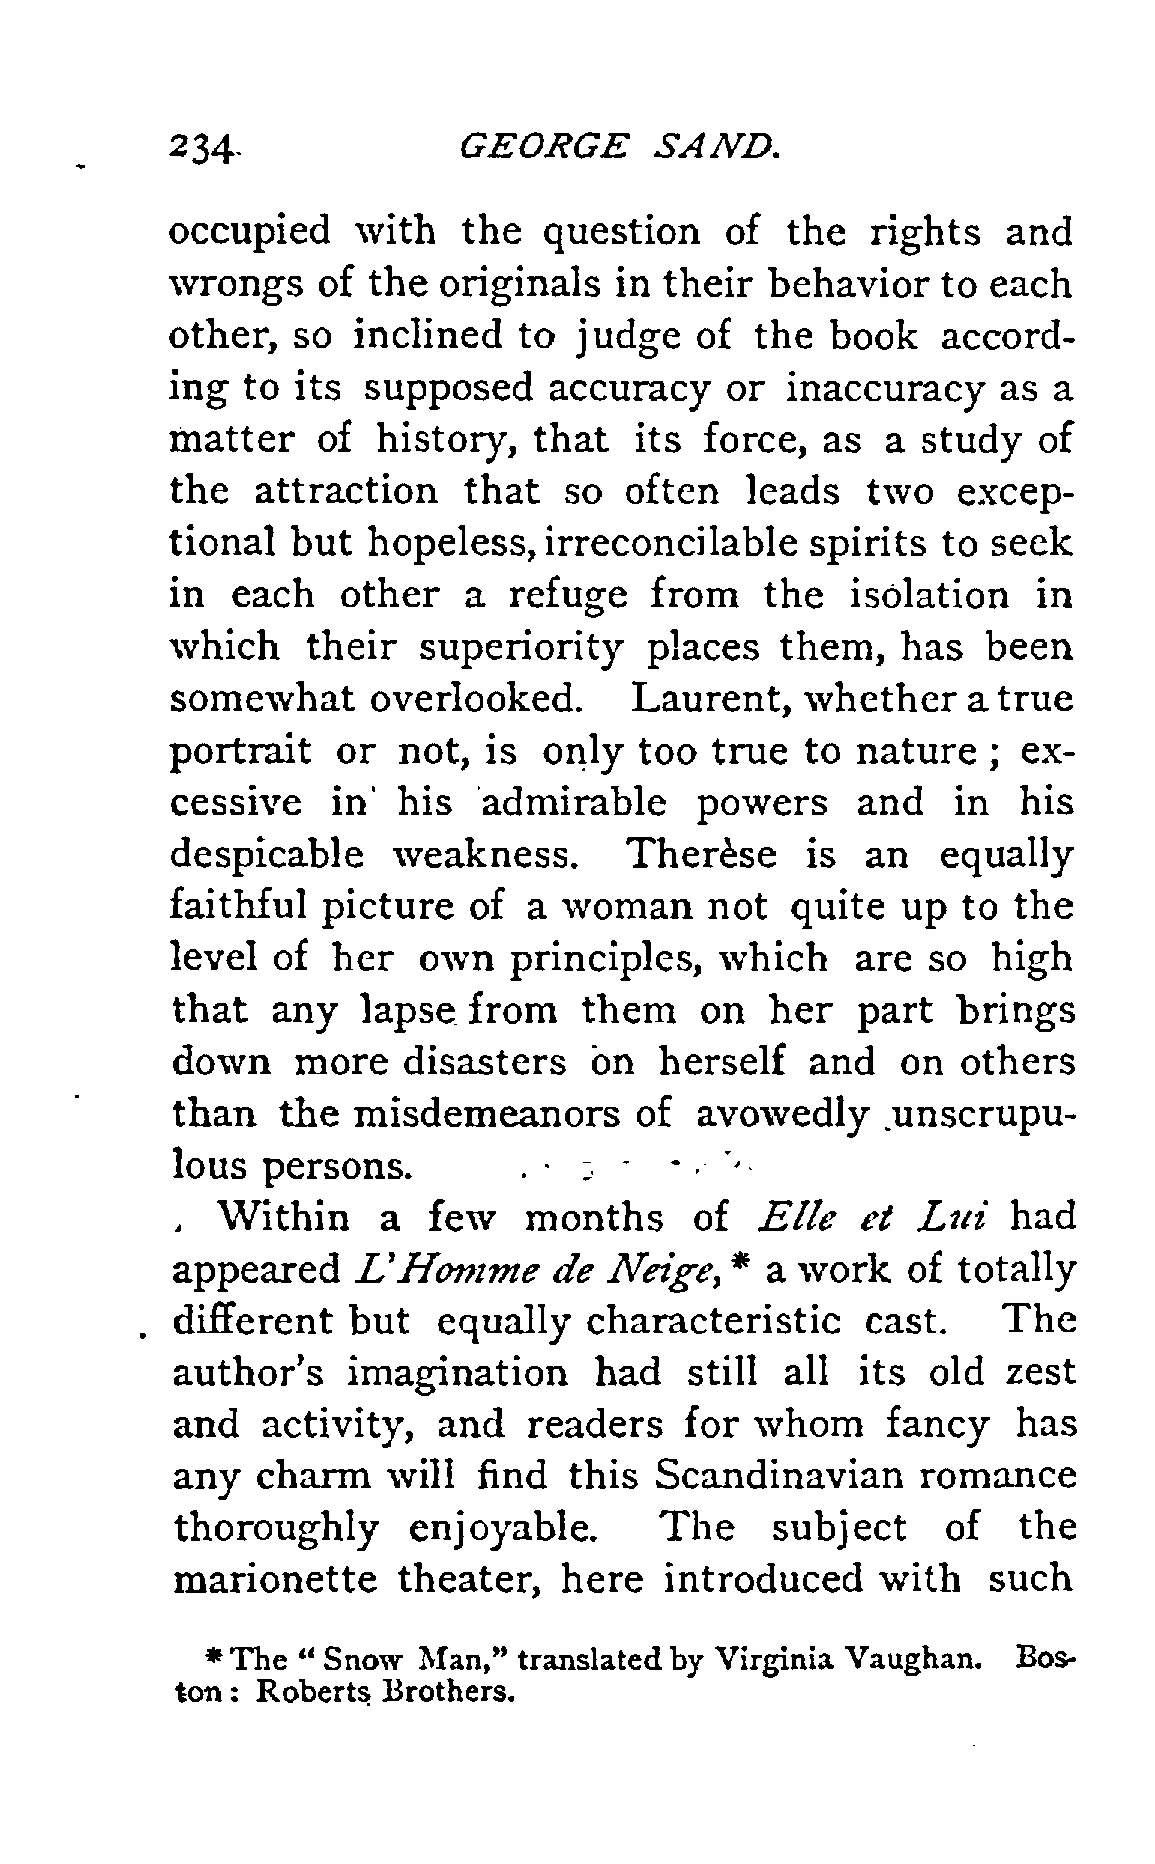 234 GEORGE SAND.
occupied with the question of the rights and
wrongs of the originals in their behavior to each
other, so inclined to judge of the book accord-
ing to its supposed accuracy or inaccuracy as a
matter of history, that its force, as a study of
the attraction that so often leads two excep-
tional but hopeless, irreconcilable spirits to seek
in each other a refuge from the isolation in
which their superiority places them, has been
somewhat overlooked. Laurent, whether a true
portrait or not, is only too true to nature ; ex-
cessive in his admirable powers and in his
despicable weakness. Therèse is an equally
faithful picture of a woman not quite up to the
level of her own principles, which are so high
that any lapse from them on her part brings
down more disasters on herself and on others
than the misdemeanors of avowedly unscrupu-
lous persons.
Within a few months of Elle et Lui had
appeared L'Homme de Neige, * a work of totally
different but equally characteristic cast. The
author's imagination had still all its old zest
and activity, and readers for whom fancy has
any charm will find this Scandinavian romance
thoroughly enjoyable. The subject of the
marionette theater, here introduced with such
* The " Snow Man," translated by Virginia Vaughan. Bos-
ton : Roberts Brothers.